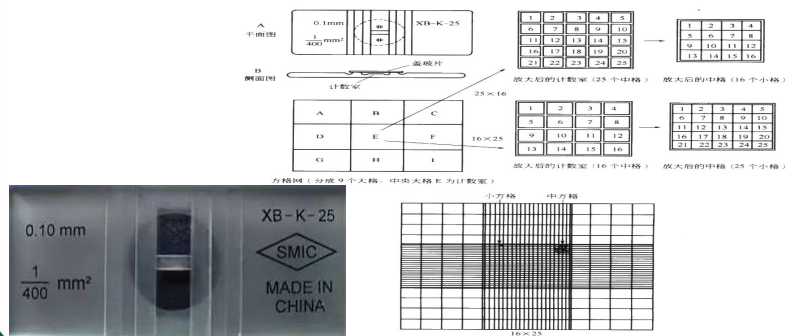 A
平面图
0.1mm
1
400
mm²
XB-K-25
B
侧面图
盖玻片
计数室
25×16
16×25
A B C
D E F
G H I
方格网(分成9个大格,中央大格E为计数室)
1 2 3 4 5
6 7 8 9 10
11 12 13 14 15
16 17 18 19 20
21 22 23 24 25
放大后的计数室(25个中格)
1 2 3 4
5 6 7 8
9 10 11 12
13 14 15 16
放大后的中格(16个小格)
1 2 3 4
5 6 7 8
9 10 11 12
13 14 15 16
放大后的计数室(16个中格)
1 2 3 4 5
6 7 8 9 10
11 12 13 14 15
16 17 18 19 20
21 22 23 24 25
放大后的中格(25个小格)
0.10 mm
1
400
mm²
XB-K-25
SMIC
MADE IN
CHINA
小方格 中方格
16×25